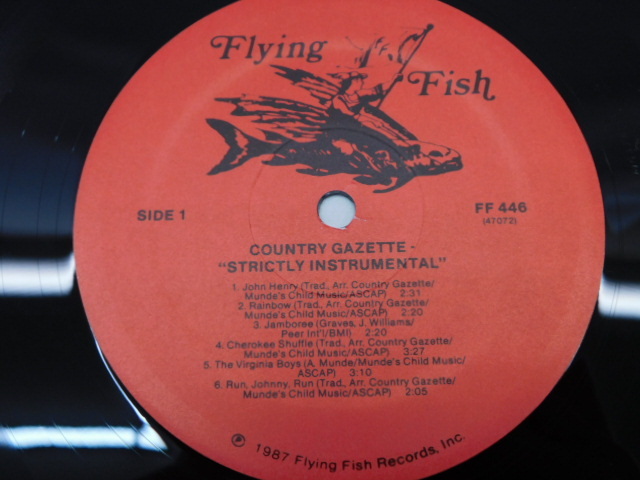 Flying
Fish
SIDE 1
FF 446
(47072)
COUNTRY GAZETTE -
"STRICTLY INSTRUMENTAL"
1. John Henry (Trad., Arr. Country Gazette/
Munde's Child Music/ASCAP) 2:31
2. Rainbow (Trad., Arr. Country Gazette/
Munde's Child Music/ASCAP) 2:20
3. Jamboree (Graves, J. Williams/
Peer Int'l/BMI) 2:20
4. Cherokee Shuffle (Trad., Arr. Country Gazette/
Munde's Child Music/ASCAP) 3:27
5. The Virginia Boys (A. Munde/Munde's Child Music/
ASCAP) 3:10
6. Run, Johnny, Run (Trad., Arr. Country Gazette/
Munde's Child Music/ASCAP) 2:05
℗ 1987 Flying Fish Records, Inc.